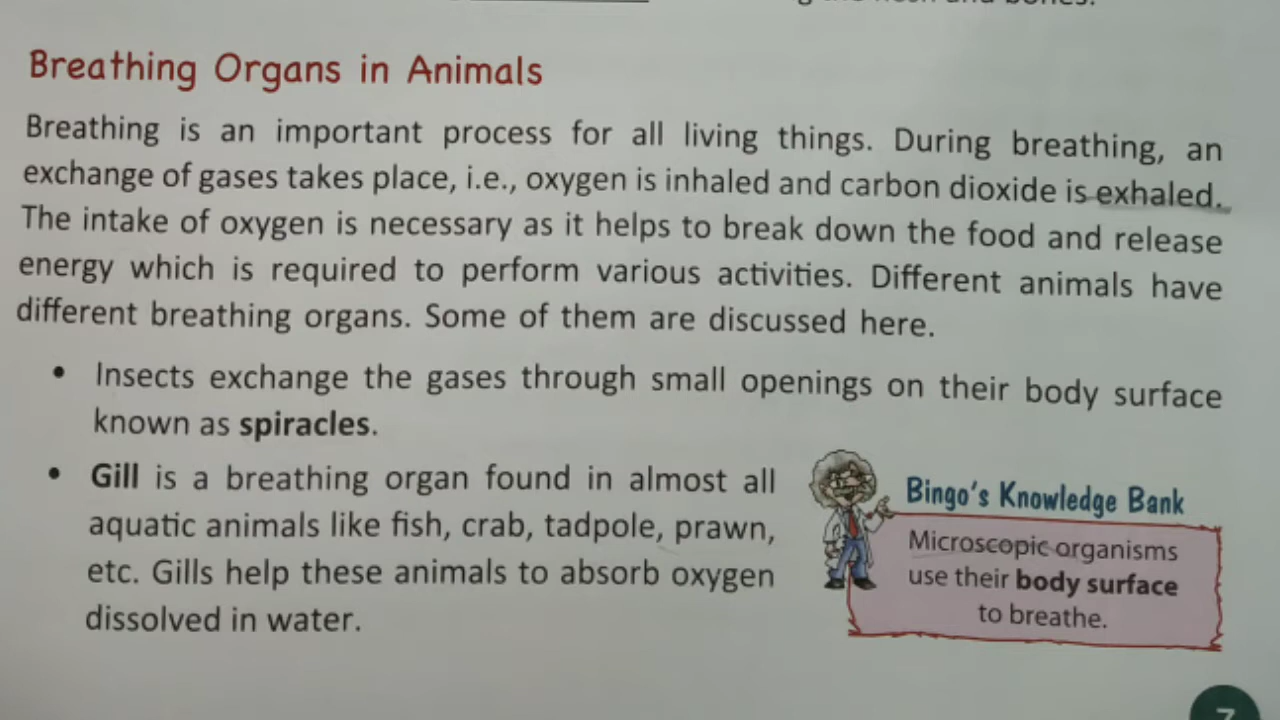 Breathing Organs in Animals
Breathing is an important process for all living things. During breathing, an
exchange of gases takes place, i.e., oxygen is inhaled and carbon dioxide is exhaled.
The intake of oxygen is necessary as it helps to break down the food and release
energy which is required to perform various activities. Different animals have
different breathing organs. Some of them are discussed here.
• Insects exchange the gases through small openings on their body surface
known as spiracles.
• Gill is a breathing organ found in almost all
aquatic animals like fish, crab, tadpole, prawn,
etc. Gills help these animals to absorb oxygen
dissolved in water.
Bingo's Knowledge Bank
Microscopic organisms
use their body surface
to breathe.
7